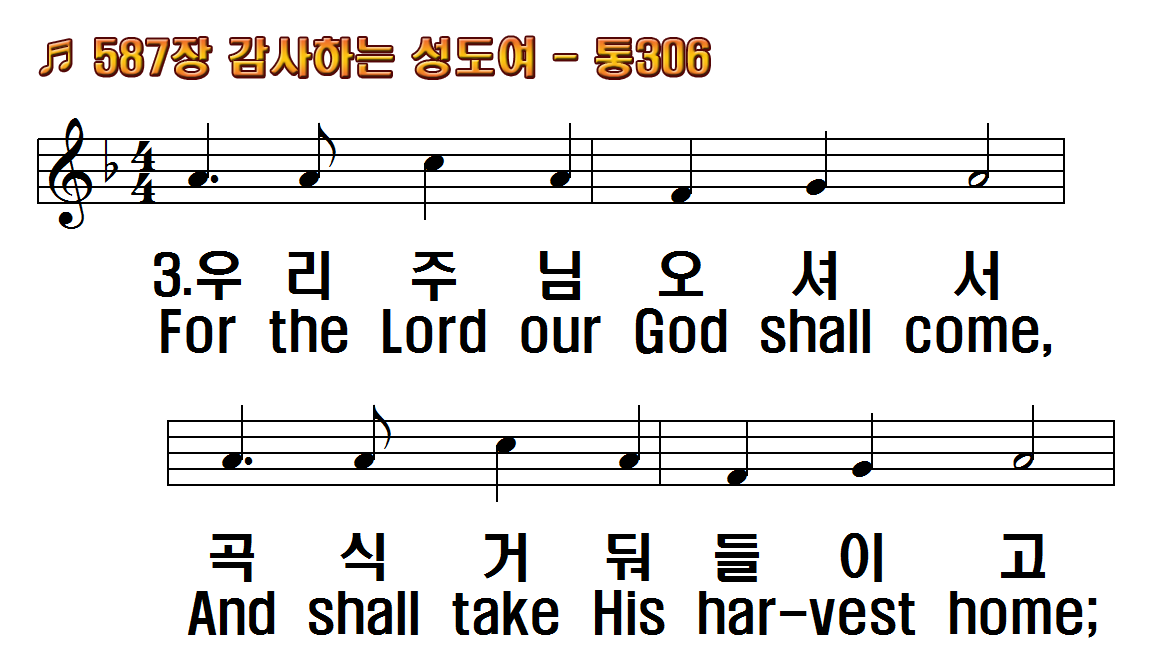 ♬ 587장 감사하는 성도여 - 통306
4 4
3.우 리 주 님 오 셔 서
For the Lord our God shall come,
곡 식 거 둬 들 이 고
And shall take His har-vest home;